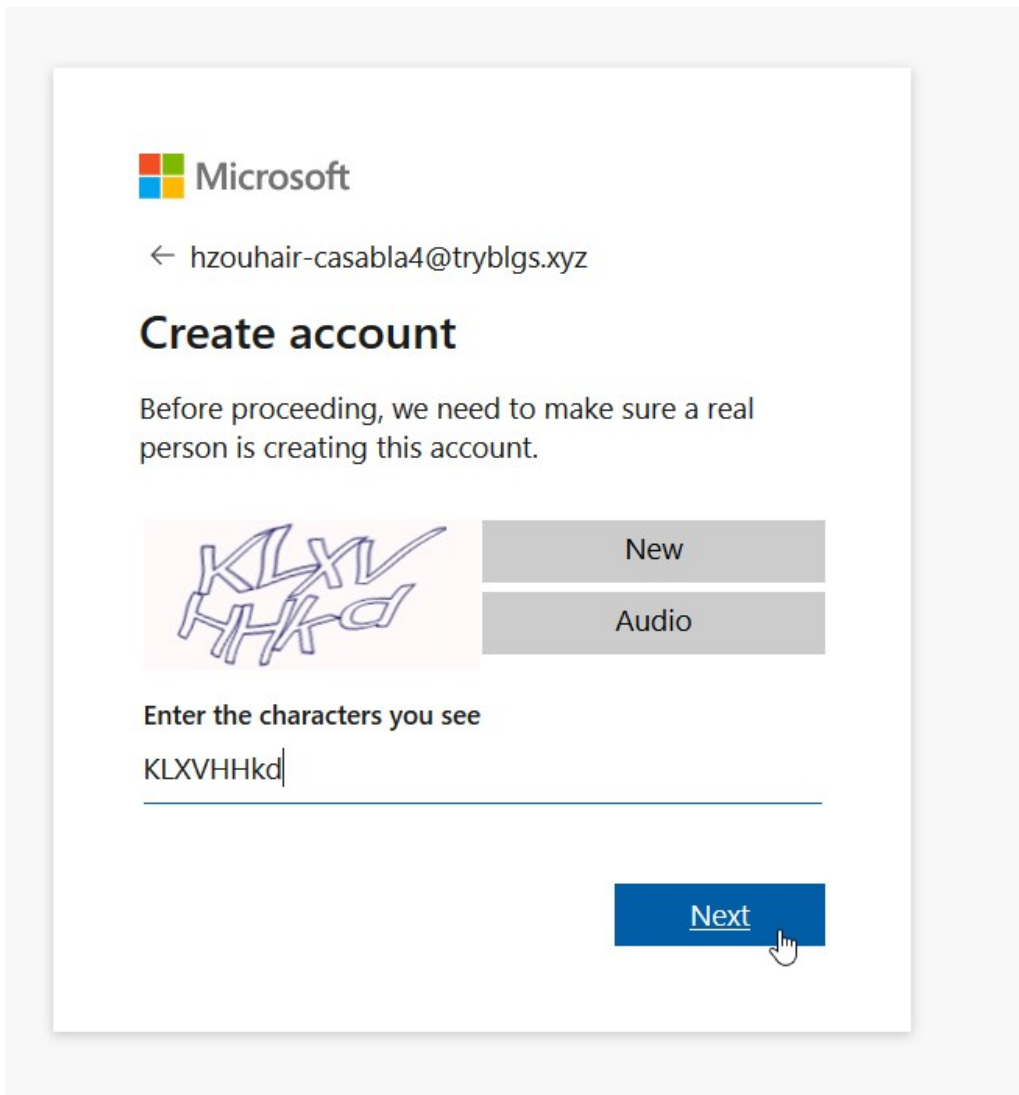 Microsoft
← hzouhair-casabla4@tryblgs.xyz
Create account
Before proceeding, we need to make sure a real
person is creating this account.
KLXV
HHkd
New
Audio
Enter the characters you see
KLXVHHkd
Next